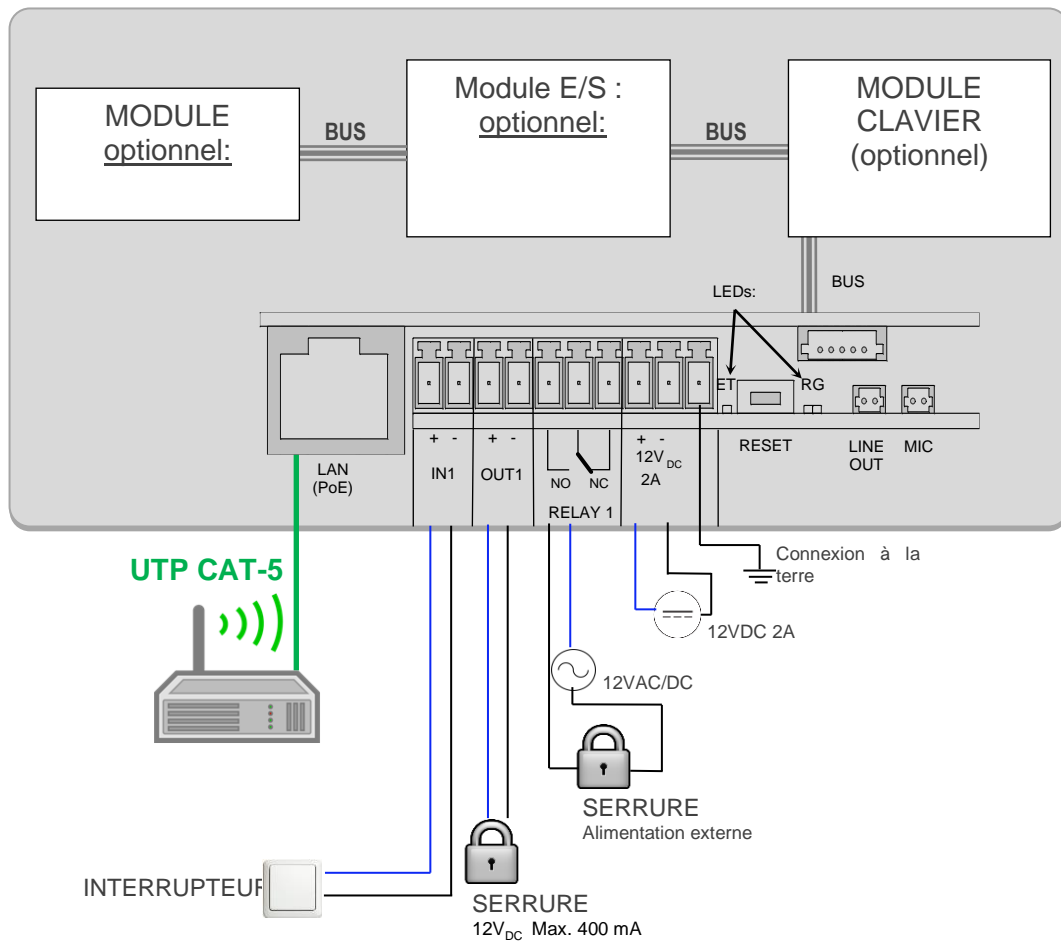 MODULE
optionnel:
BUS
Module E/S :
optionnel:
BUS
MODULE
CLAVIER
(optionnel)
BUS
LEDs:
ET
RG
+ -
IN1
+ -
OUT1
NO
NC
RELAY 1
+ -
12VDC
2A
RESET
LINE
OUT
MIC
LAN
(PoE)
UTP CAT-5
Connexion à la
terre
12VDC 2A
12VAC/DC
SERRURE
Alimentation externe
INTERRUPTEUR
SERRURE
12VDC Max. 400 mA